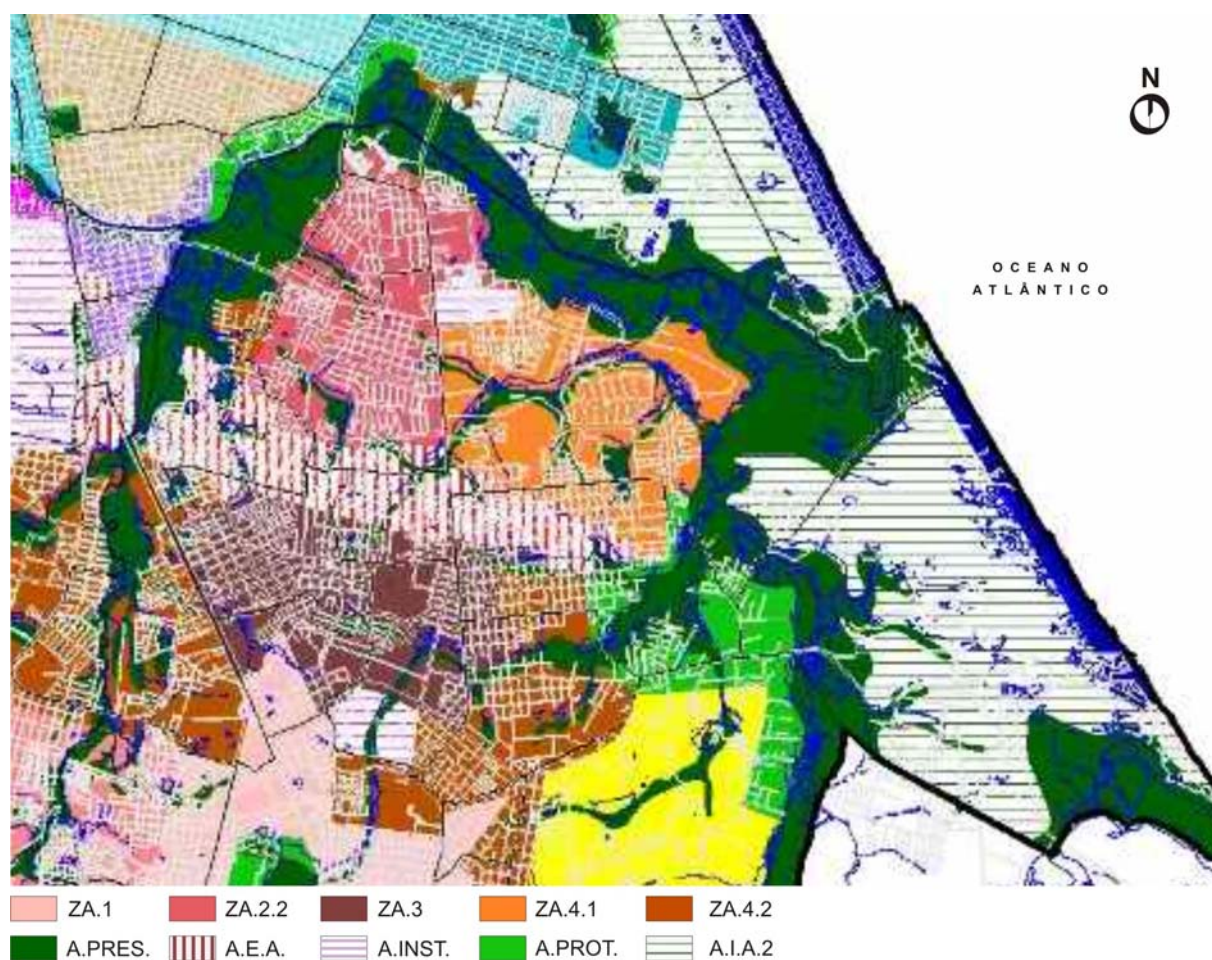 N
OCEANO
ATLÂNTICO
ZA.1 ZA.2.2 ZA.3 ZA.4.1 ZA.4.2
A.PRES. A.E.A. A.INST. A.PROT. A.I.A.2